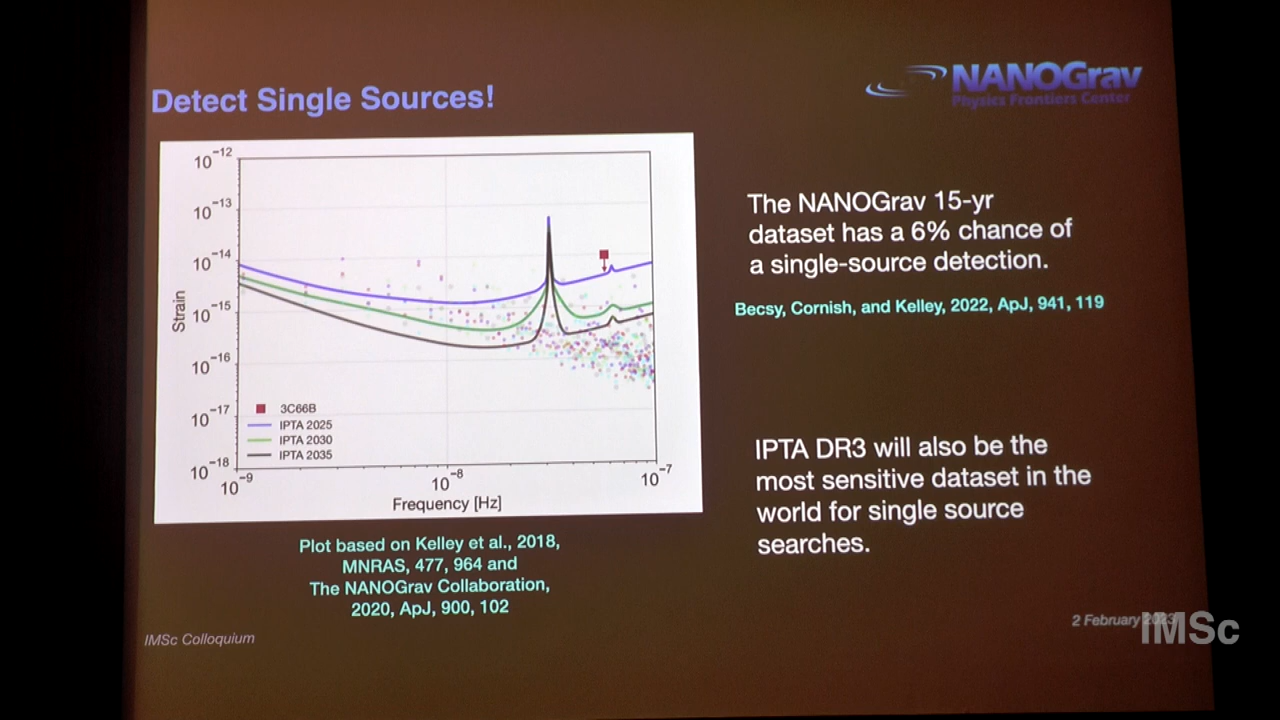 Detect Single Sources!
NANOGrav
Physics Frontiers Center
10⁻¹²
10⁻¹³
10⁻¹⁴
10⁻¹⁵
10⁻¹⁶
10⁻¹⁷
10⁻¹⁸
Strain
3C66B
IPTA 2025
IPTA 2030
IPTA 2035
10⁻⁹
10⁻⁸
10⁻⁷
Frequency [Hz]
Plot based on Kelley et al., 2018,
MNRAS, 477, 964 and
The NANOGrav Collaboration,
2020, ApJ, 900, 102
The NANOGrav 15-yr
dataset has a 6% chance of
a single-source detection.
Becsy, Cornish, and Kelley, 2022, ApJ, 941, 119
IPTA DR3 will also be the
most sensitive dataset in the
world for single source
searches.
IMSc Colloquium
2 February 2023
IMSc